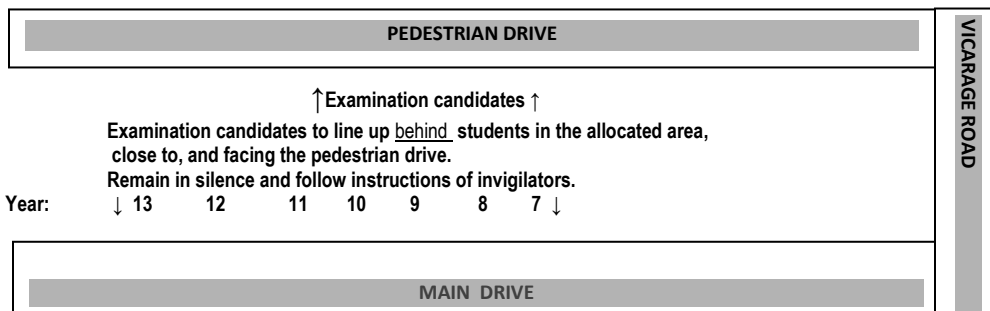 PEDESTRIAN DRIVE
VICARAGE ROAD
↑Examination candidates ↑
Examination candidates to line up behind students in the allocated area,
close to, and facing the pedestrian drive.
Remain in silence and follow instructions of invigilators.
Year: ↓ 13 12 11 10 9 8 7 ↓
MAIN DRIVE